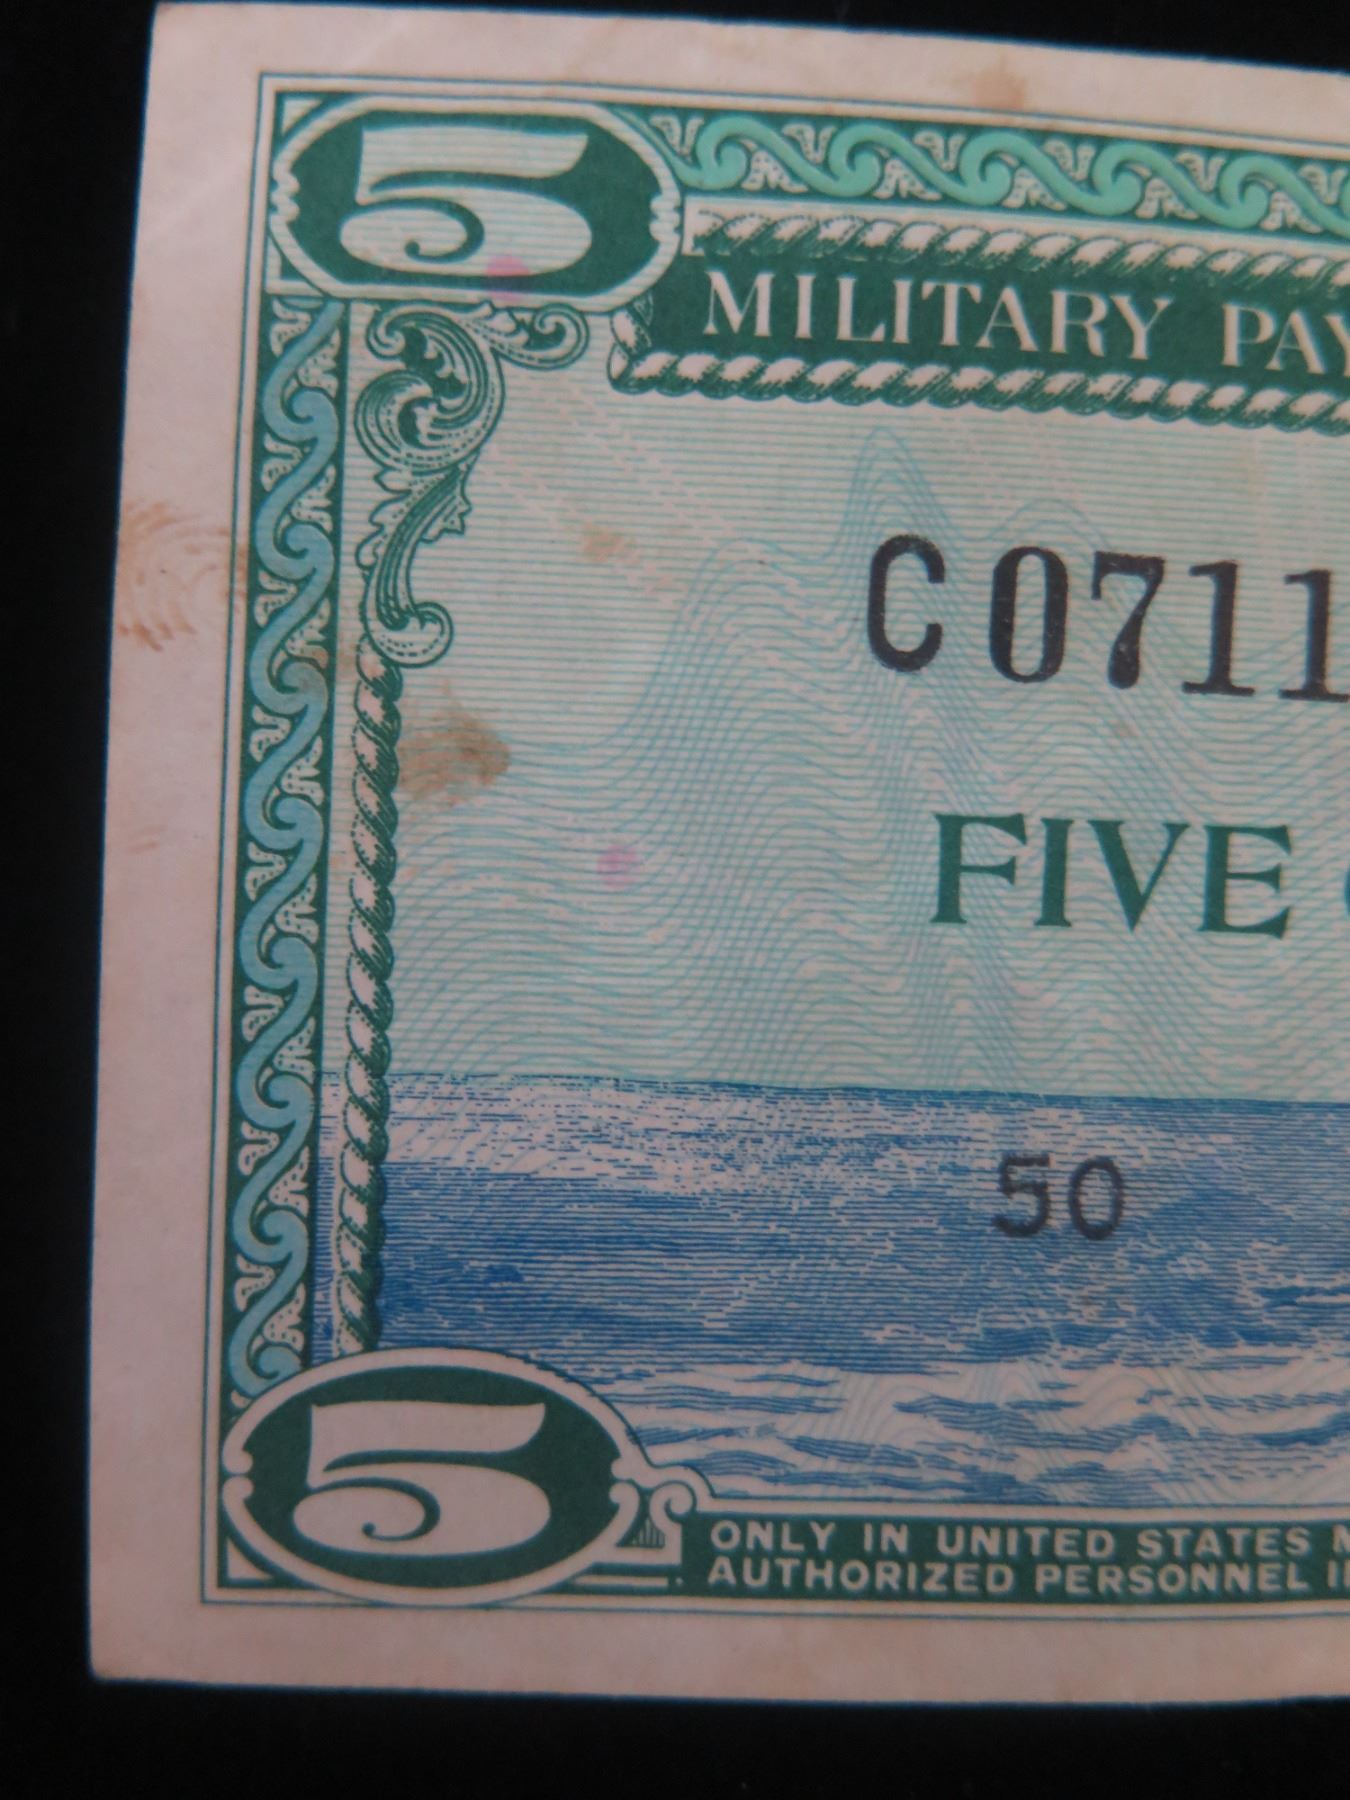 5
MILITARY PAY
C0711
FIVE
50
5
ONLY IN UNITED STATES
AUTHORIZED PERSONNEL